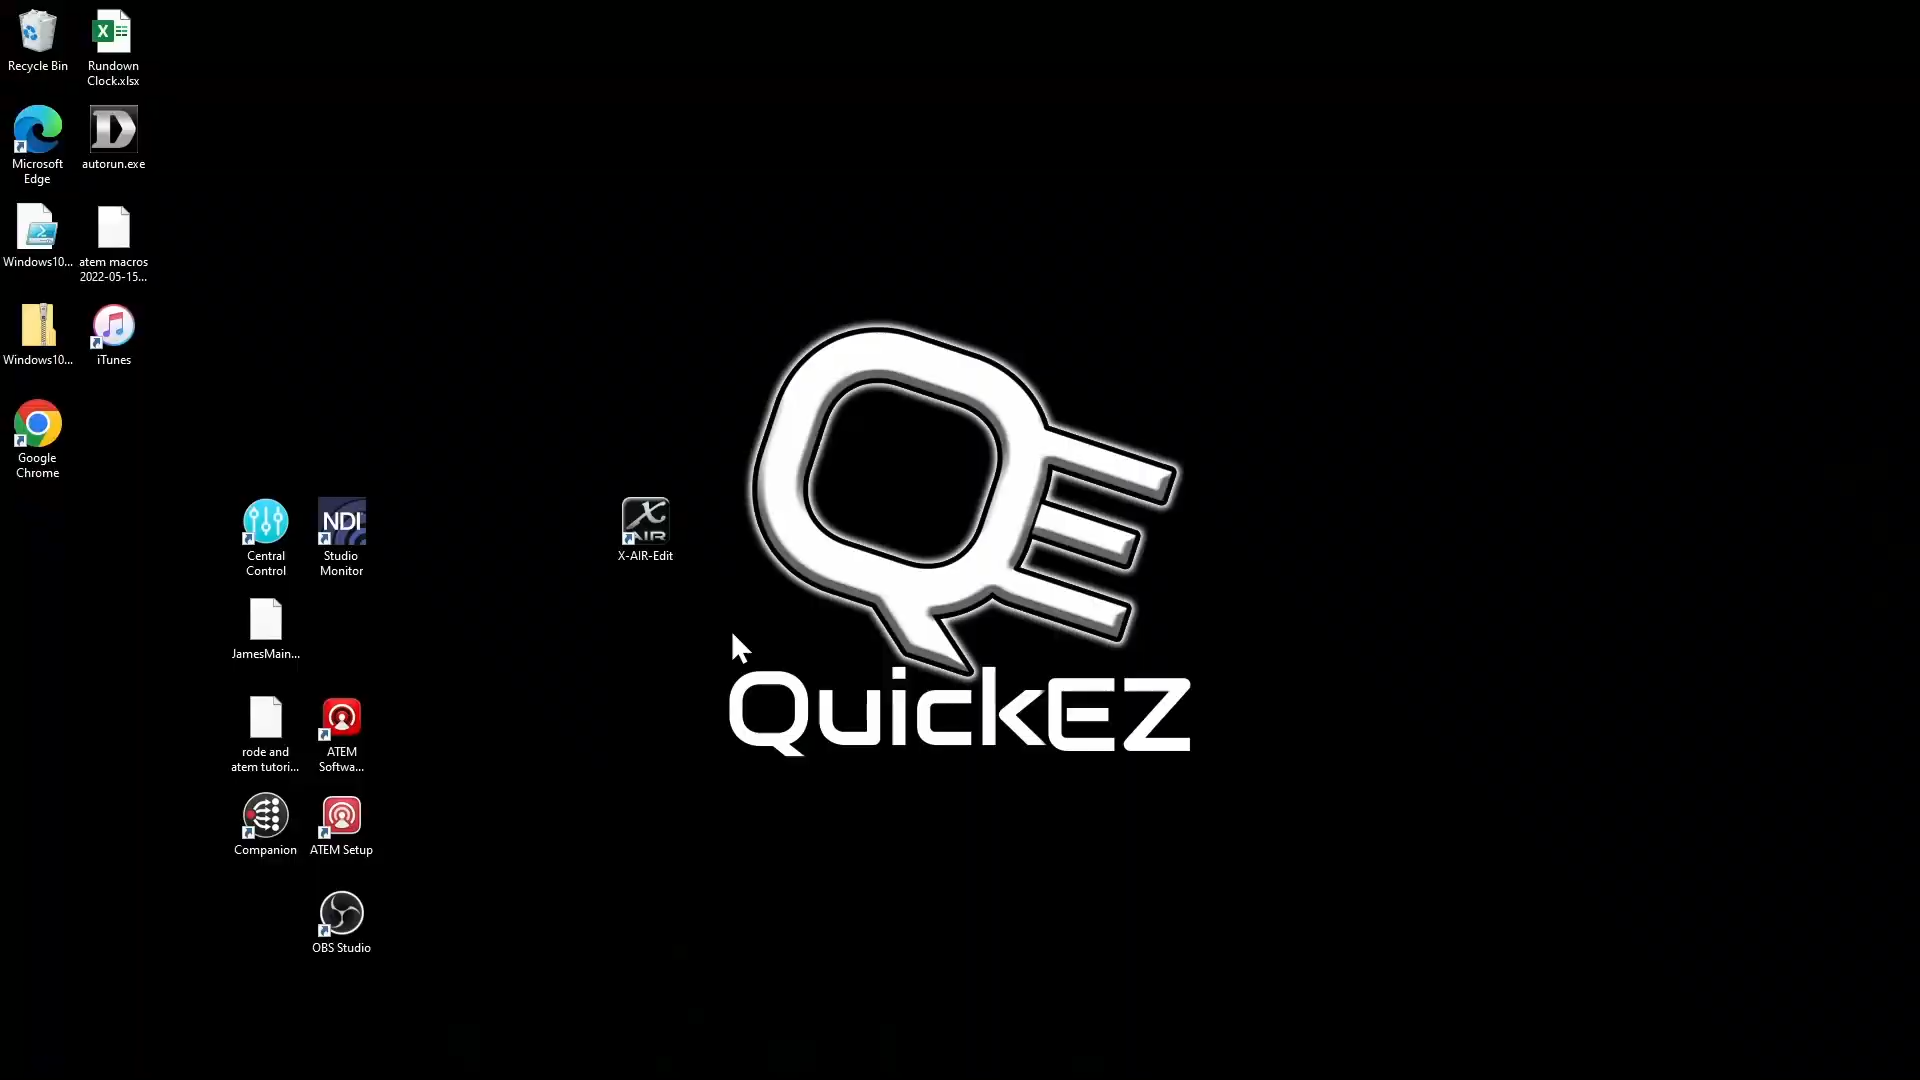 Recycle Bin
Rundown
Clock.xlsx
Microsoft
Edge
autorun.exe
Windows10...
atem macros
2022-05-15...
Windows10...
iTunes
Google
Chrome
Central
Control
NDI
Studio
Monitor
X
AIR
X-AIR-Edit
JamesMain...
rode and
atem tutori...
ATEM
Softwa...
Companion
ATEM Setup
OBS Studio
QE
QuickEZ